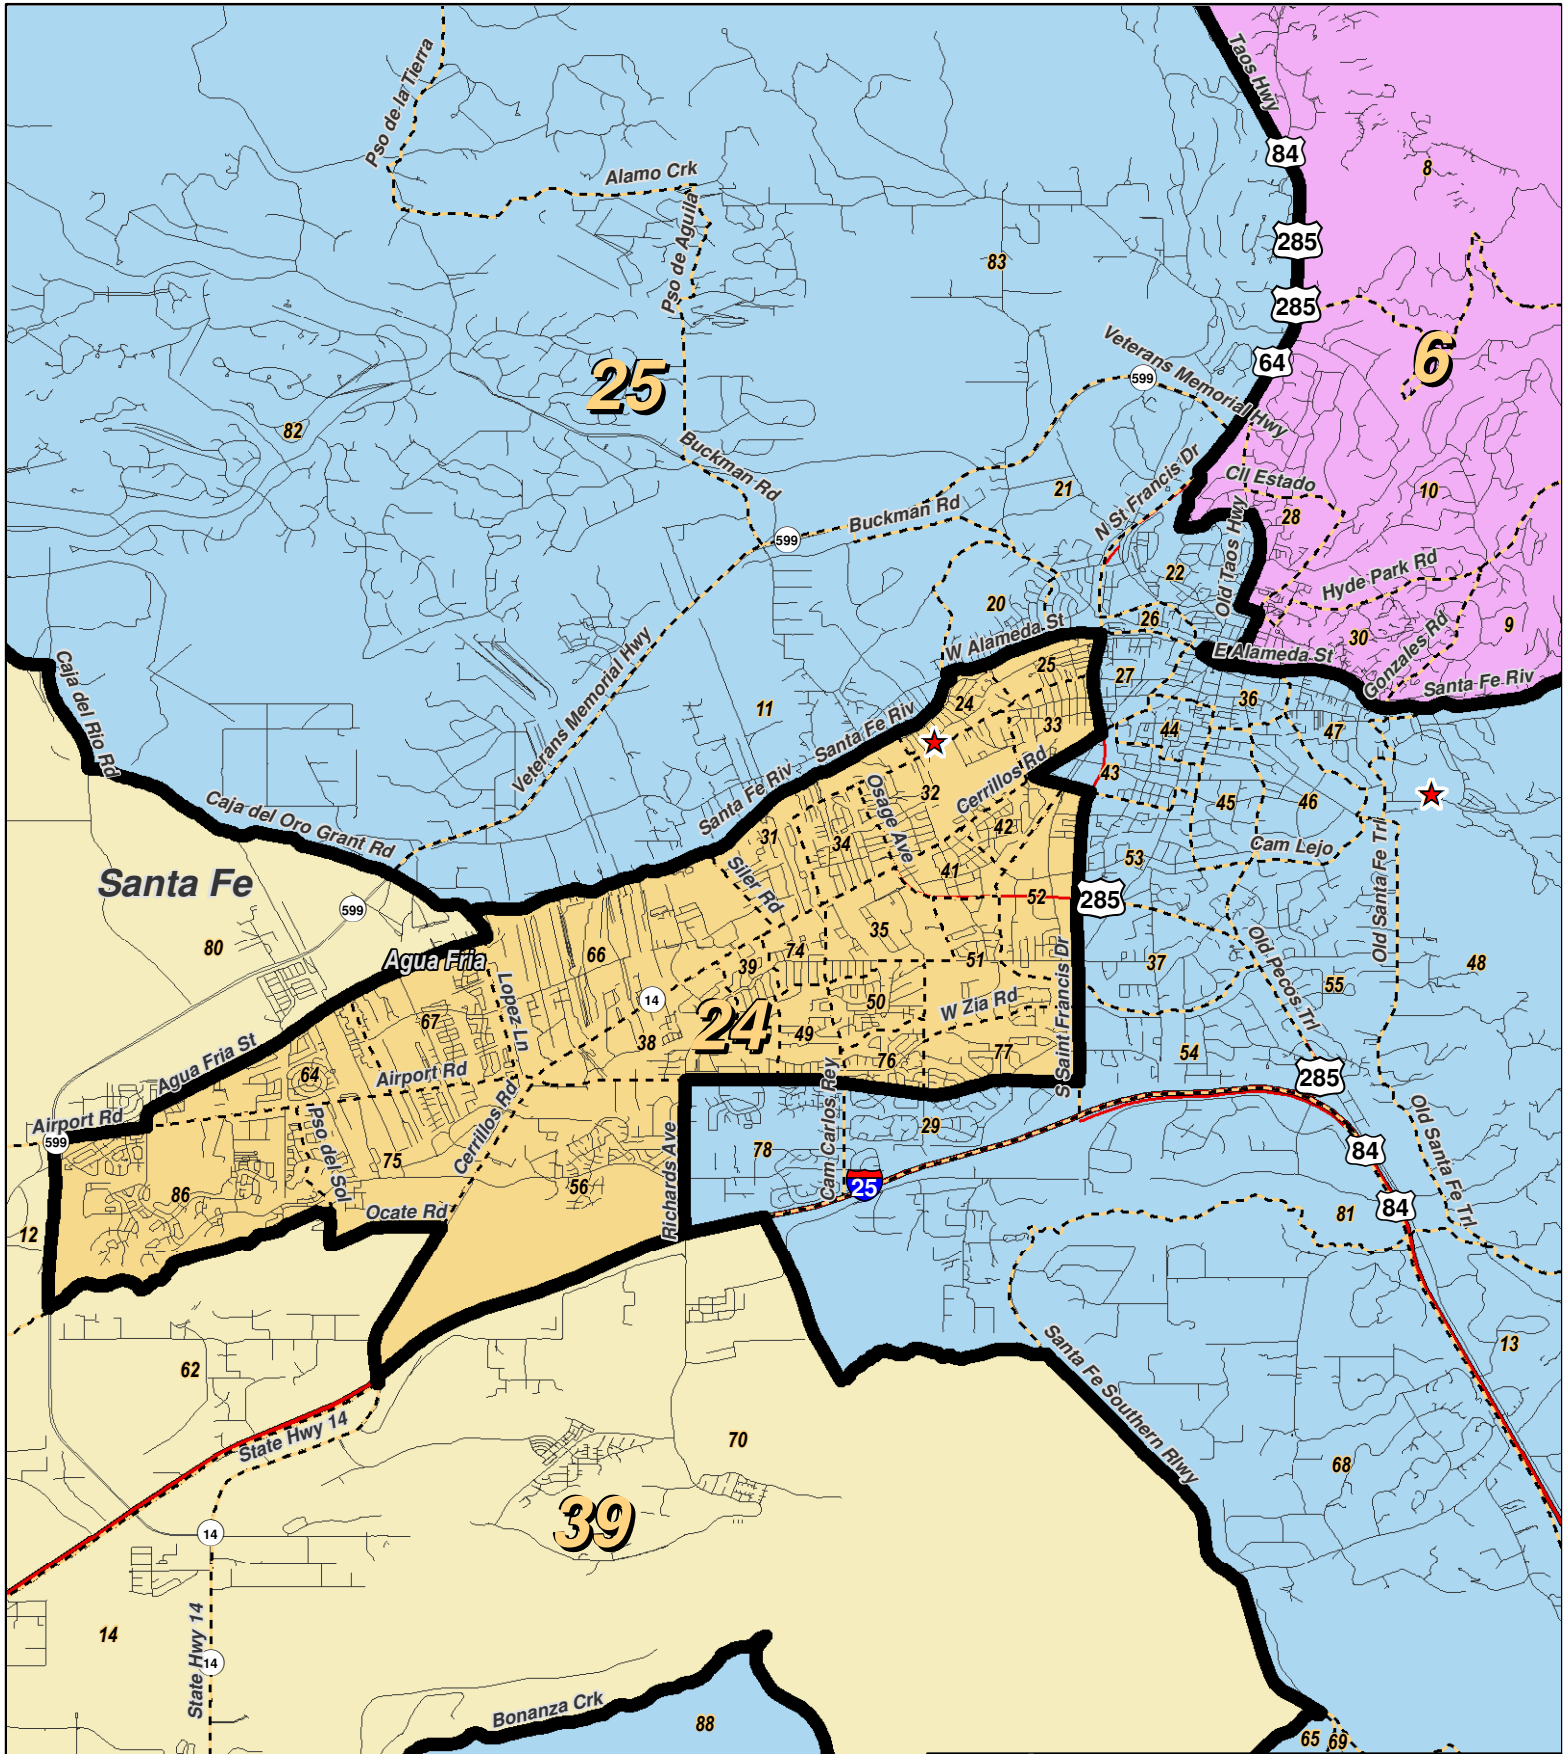 Taos Hwy
Pso de la Tierra
84
8
Alamo Crk
Pso de Aguila
285
83
285
25
Veterans Memorial Hwy
64
6
599
82
Buckman Rd
N St Francis Dr
Cll Estado
21
10
Buckman Rd
28
599
Old Taos Hwy
22
Hyde Park Rd
20
26
Gonzales Rd
9
30
W Alameda St
E Alameda St
Caja del Rio Rd
Veterans Memorial Hwy
25
27
Santa Fe Riv
36
11
24
Santa Fe Riv
33
44
47
43
Santa Fe Riv
Cerrillos Rd
32
Osage Ave
45
46
Caja del Oro Grant Rd
42
31
34
Cam Lejo
53
41
Siler Rd
Santa Fe
52
285
599
Old Santa Fe Trl
80
35
Old Pecos Trl
66
74
Agua Fria
51
39
37
48
55
Lopez Ln
14
50
W Zia Rd
S Saint Francis Dr
67
24
49
38
54
Agua Fria St
76
77
64
Airport Rd
285
Cerrillos Rd
Cam Carlos Rey
Airport Rd
599
Pso del Sol
Richards Ave
29
78
84
Old Santa Fe Trl
75
86
56
25
84
Ocate Rd
81
12
Santa Fe Southern Rlwy
13
62
State Hwy 14
70
68
39
14
14
State Hwy 14
14
Bonanza Crk
88
65
69